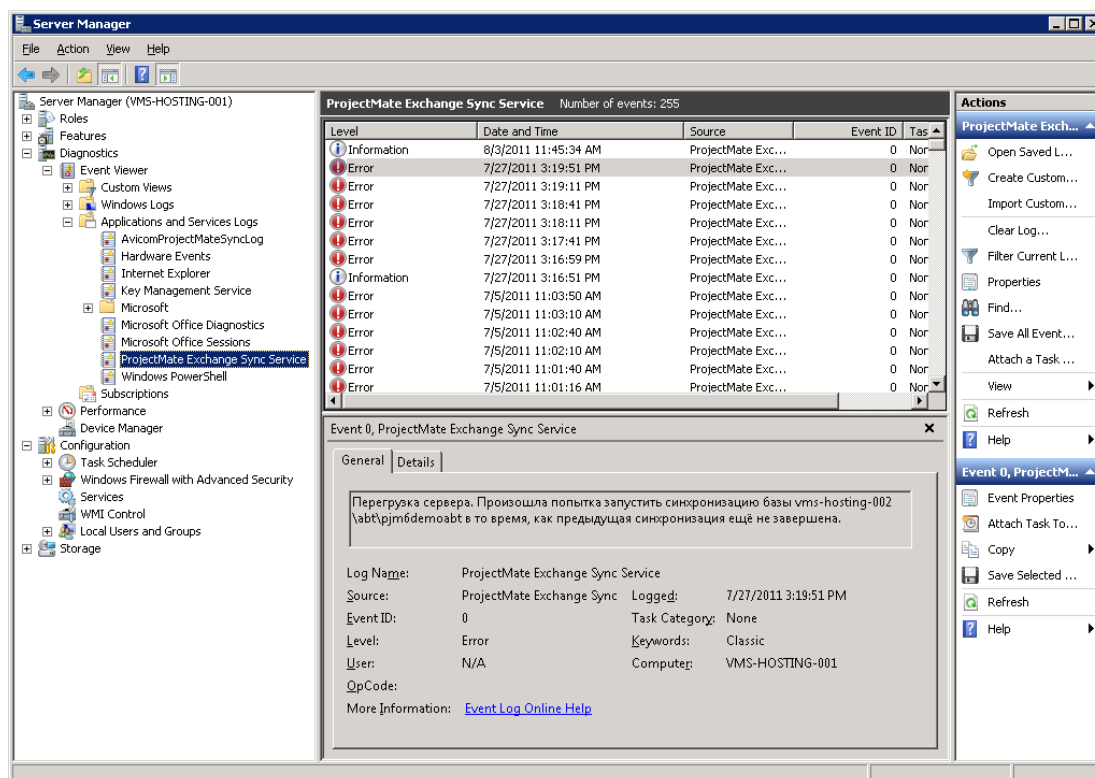 Server Manager
File Action View Help
Server Manager (VMS-HOSTING-001)
Roles
Features
Diagnostics
Event Viewer
Custom Views
Windows Logs
Applications and Services Logs
AvicomProjectMateSyncLog
Hardware Events
Internet Explorer
Key Management Service
Microsoft
Microsoft Office Diagnostics
Microsoft Office Sessions
ProjectMate Exchange Sync Service
Windows PowerShell
Subscriptions
Performance
Device Manager
Configuration
Task Scheduler
Windows Firewall with Advanced Security
Services
WMI Control
Local Users and Groups
Storage
ProjectMate Exchange Sync Service Number of events: 255
Level Date and Time Source Event ID Tas
Information 8/3/2011 11:45:34 AM ProjectMate Exc... 0 Nor
Error 7/27/2011 3:19:51 PM ProjectMate Exc... 0 Nor
Error 7/27/2011 3:19:11 PM ProjectMate Exc... 0 Nor
Error 7/27/2011 3:18:41 PM ProjectMate Exc... 0 Nor
Error 7/27/2011 3:18:11 PM ProjectMate Exc... 0 Nor
Error 7/27/2011 3:17:41 PM ProjectMate Exc... 0 Nor
Error 7/27/2011 3:16:59 PM ProjectMate Exc... 0 Nor
Information 7/27/2011 3:16:51 PM ProjectMate Exc... 0 Nor
Error 7/5/2011 11:03:50 AM ProjectMate Exc... 0 Nor
Error 7/5/2011 11:03:10 AM ProjectMate Exc... 0 Nor
Error 7/5/2011 11:02:40 AM ProjectMate Exc... 0 Nor
Error 7/5/2011 11:02:10 AM ProjectMate Exc... 0 Nor
Error 7/5/2011 11:01:40 AM ProjectMate Exc... 0 Nor
Error 7/5/2011 11:01:16 AM ProjectMate Exc... 0 Nor
Event 0, ProjectMate Exchange Sync Service
General Details
Перегрузка сервера. Произошла попытка запустить синхронизацию базы vms-hosting-002
\abt\pjm6demoabt в то время, как предыдущая синхронизация ещё не завершена.
Log Name: ProjectMate Exchange Sync Service
Source: ProjectMate Exchange Sync Logged: 7/27/2011 3:19:51 PM
Event ID: 0 Task Category: None
Level: Error Keywords: Classic
User: N/A Computer: VMS-HOSTING-001
OpCode:
More Information: Event Log Online Help
Actions
ProjectMate Exch...
Open Saved L...
Create Custom...
Import Custom...
Clear Log...
Filter Current L...
Properties
Find...
Save All Event...
Attach a Task ...
View
Refresh
Help
Event 0, ProjectM...
Event Properties
Attach Task To...
Copy
Save Selected ...
Refresh
Help